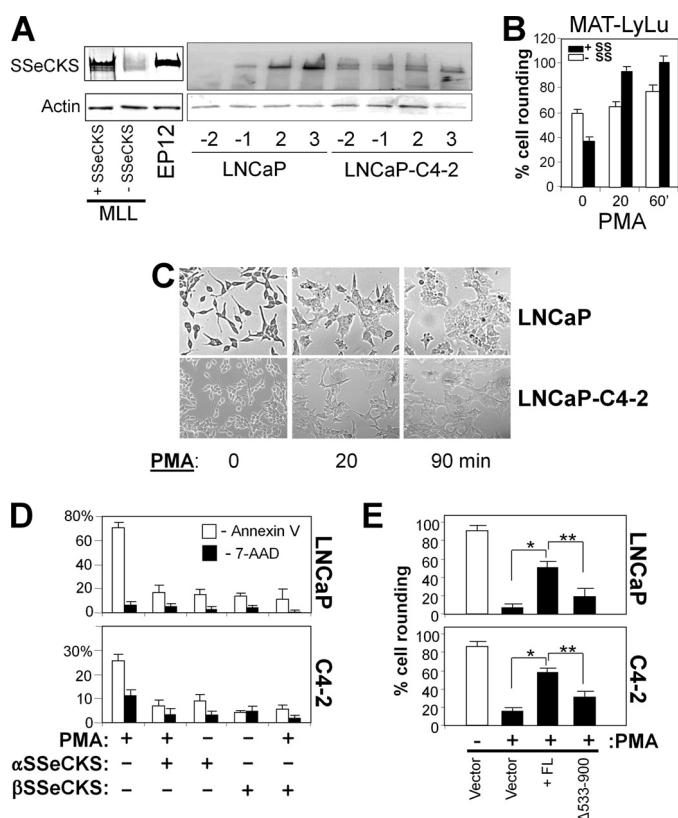 A
SSeCKS
Actin
+ SSeCKS
- SSeCKS
EP12
MLL
-2 -1 2 3 -2 -1 2 3
LNCaP LNCaP-C4-2
B
MAT-LyLu
+ SS
- SS
% cell rounding
120
100
80
60
40
20
0
0 20 60'
PMA
C
LNCaP
LNCaP-C4-2
PMA: 0 20 90 min
D
80%
60
40
20
0
- Annexin V
- 7-AAD
LNCaP
30%
20
10
0
C4-2
PMA: + + - - +
αSSeCKS: - + + - -
βSSeCKS: - - - + +
E
% cell rounding
100
80
60
40
20
0
* **
LNCaP
100
80
60
40
20
0
* **
C4-2
- + + + :PMA
Vector
Vector
+ FL
Δ533-900